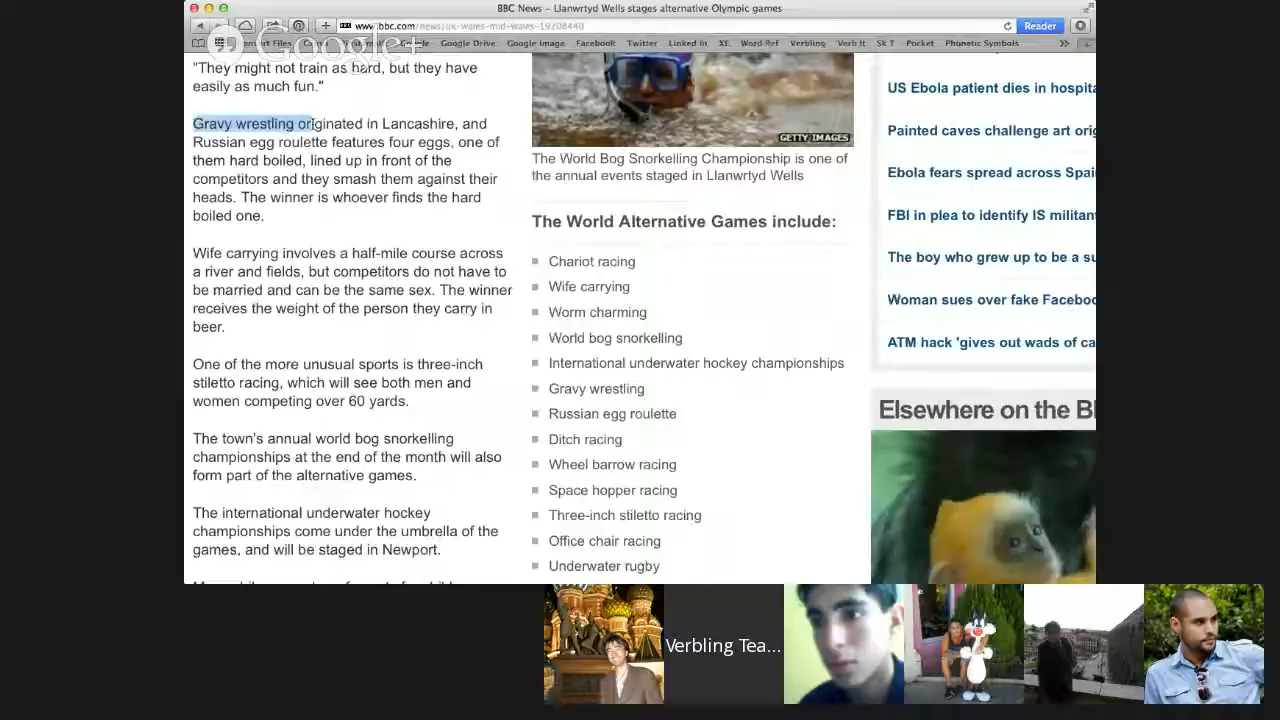 BBC News – Llanwrtyd Wells stages alternative Olympic games
www.bbc.com/news/uk-wales-mid-wales-19208440
Reader
Google+
Convert Files
Google Drive
Google Image
Facebook
Twitter
Linked in
XE
Word Ref
Verbling
Verb It
Sk T
Pocket
Phonetic Symbols
"They might not train as hard, but they have
easily as much fun."
Gravy wrestling originated in Lancashire, and
Russian egg roulette features four eggs, one of
them hard boiled, lined up in front of the
competitors and they smash them against their
heads. The winner is whoever finds the hard
boiled one.
Wife carrying involves a half-mile course across
a river and fields, but competitors do not have to
be married and can be the same sex. The winner
receives the weight of the person they carry in
beer.
One of the more unusual sports is three-inch
stiletto racing, which will see both men and
women competing over 60 yards.
The town's annual world bog snorkelling
championships at the end of the month will also
form part of the alternative games.
The international underwater hockey
championships come under the umbrella of the
games, and will be staged in Newport.
GETTY IMAGES
The World Bog Snorkelling Championship is one of
the annual events staged in Llanwrtyd Wells
The World Alternative Games include:
Chariot racing
Wife carrying
Worm charming
World bog snorkelling
International underwater hockey championships
Gravy wrestling
Russian egg roulette
Ditch racing
Wheel barrow racing
Space hopper racing
Three-inch stiletto racing
Office chair racing
Underwater rugby
US Ebola patient dies in hospita
Painted caves challenge art orig
Ebola fears spread across Spai
FBI in plea to identify IS militan
The boy who grew up to be a su
Woman sues over fake Faceboo
ATM hack 'gives out wads of ca
Elsewhere on the B
Verbling Tea...